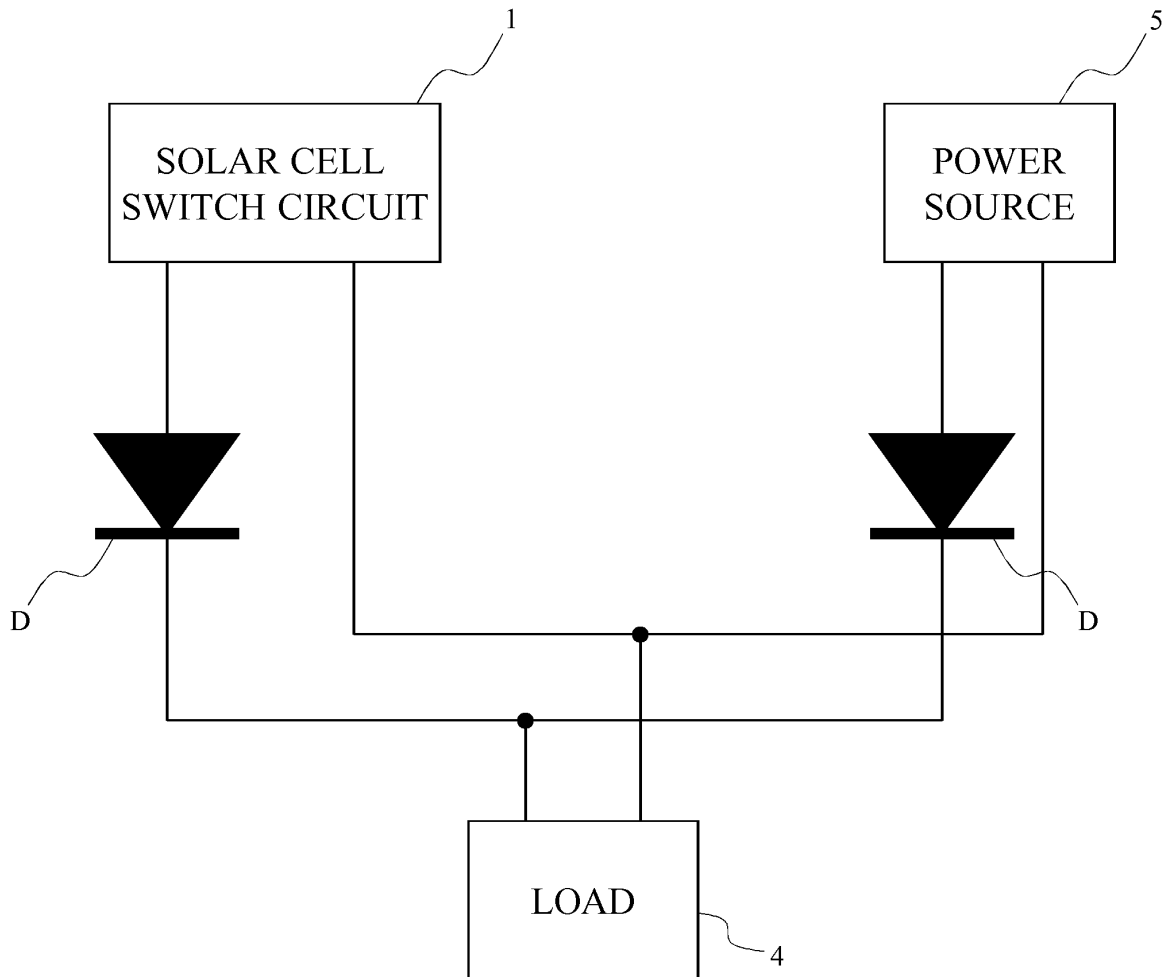 1
5
SOLAR CELL
SWITCH CIRCUIT
POWER
SOURCE
D
D
LOAD
4